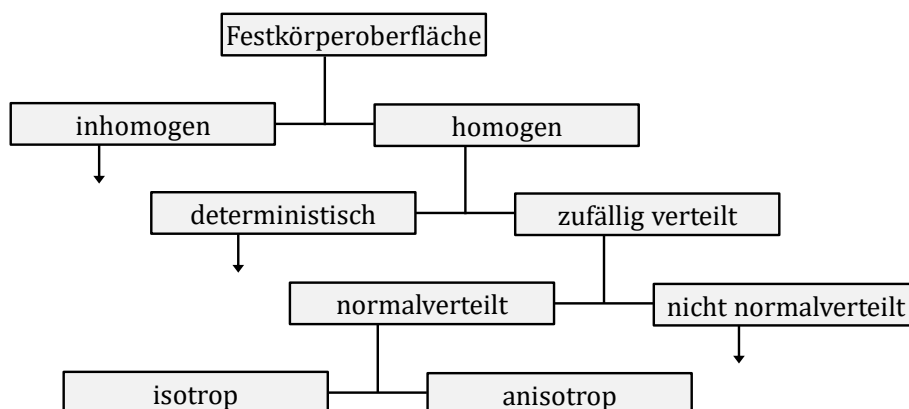 Festkörperoberfläche
inhomogen
homogen
deterministisch
zufällig verteilt
normalverteilt
nicht normalverteilt
isotrop
anisotrop